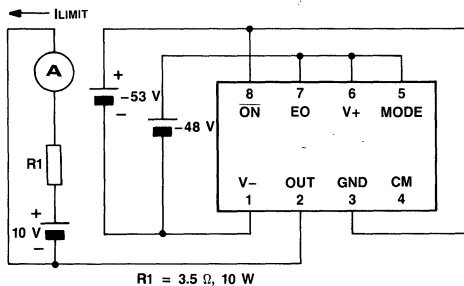 ILIMIT
A
+
−53 V
−
−48 V
R1
+
10 V
−
8 7 6 5
ON EO V+ MODE
V− OUT GND CM
1 2 3 4
R1 = 3.5 Ω, 10 W